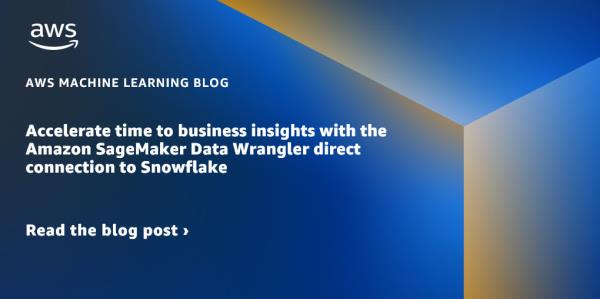 aws
AWS MACHINE LEARNING BLOG
Accelerate time to business insights with the
Amazon SageMaker Data Wrangler direct
connection to Snowflake
Read the blog post ›